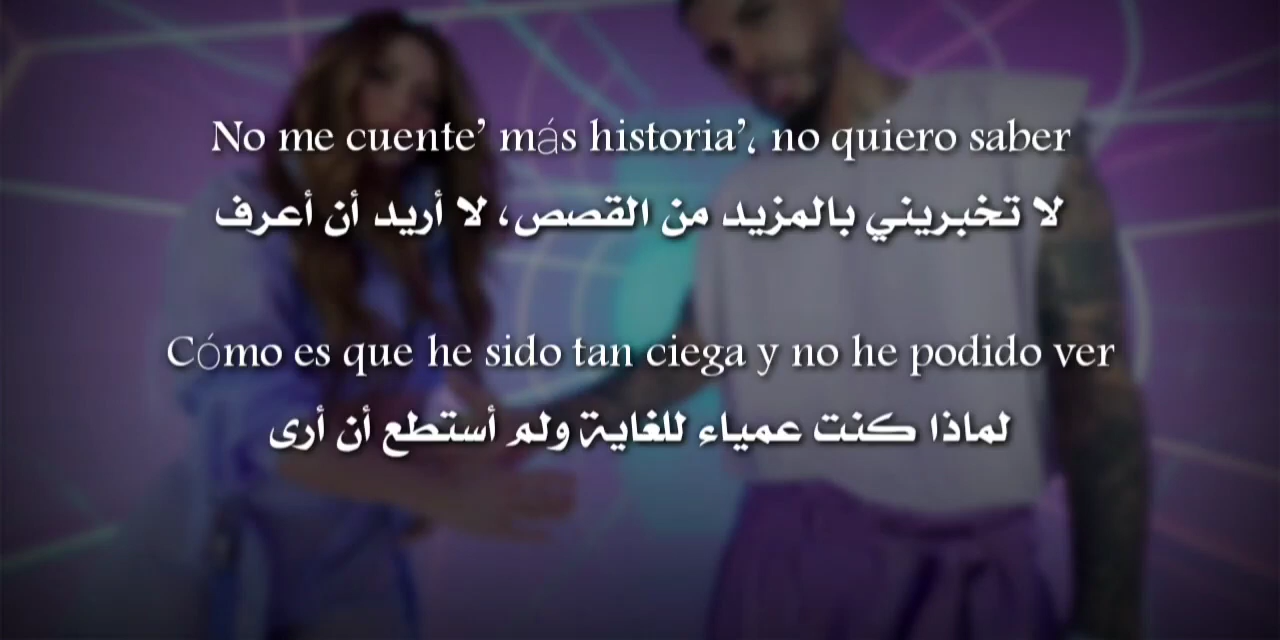 No me cuente’ más historia’، no quiero saber
لا تخبريني بالمزيد من القصص، لا أريد أن أعرف
Cómo es que he sido tan ciega y no he podido ver
لماذا كنت عمياء للغاية ولم أستطع أن أرى